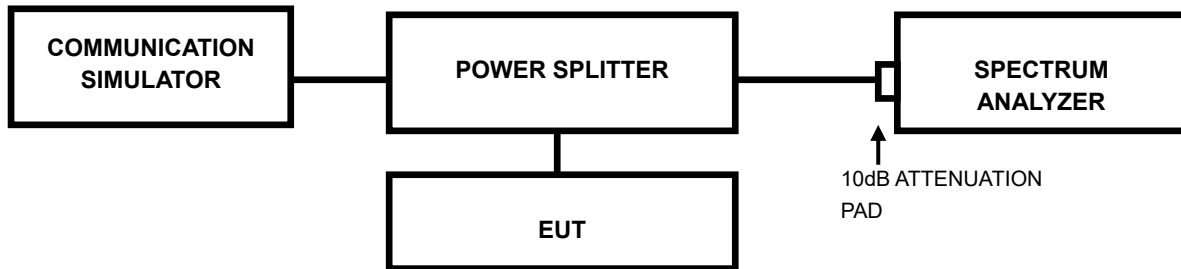 COMMUNICATION
SIMULATOR
POWER SPLITTER
SPECTRUM
ANALYZER
10dB ATTENUATION
PAD
EUT